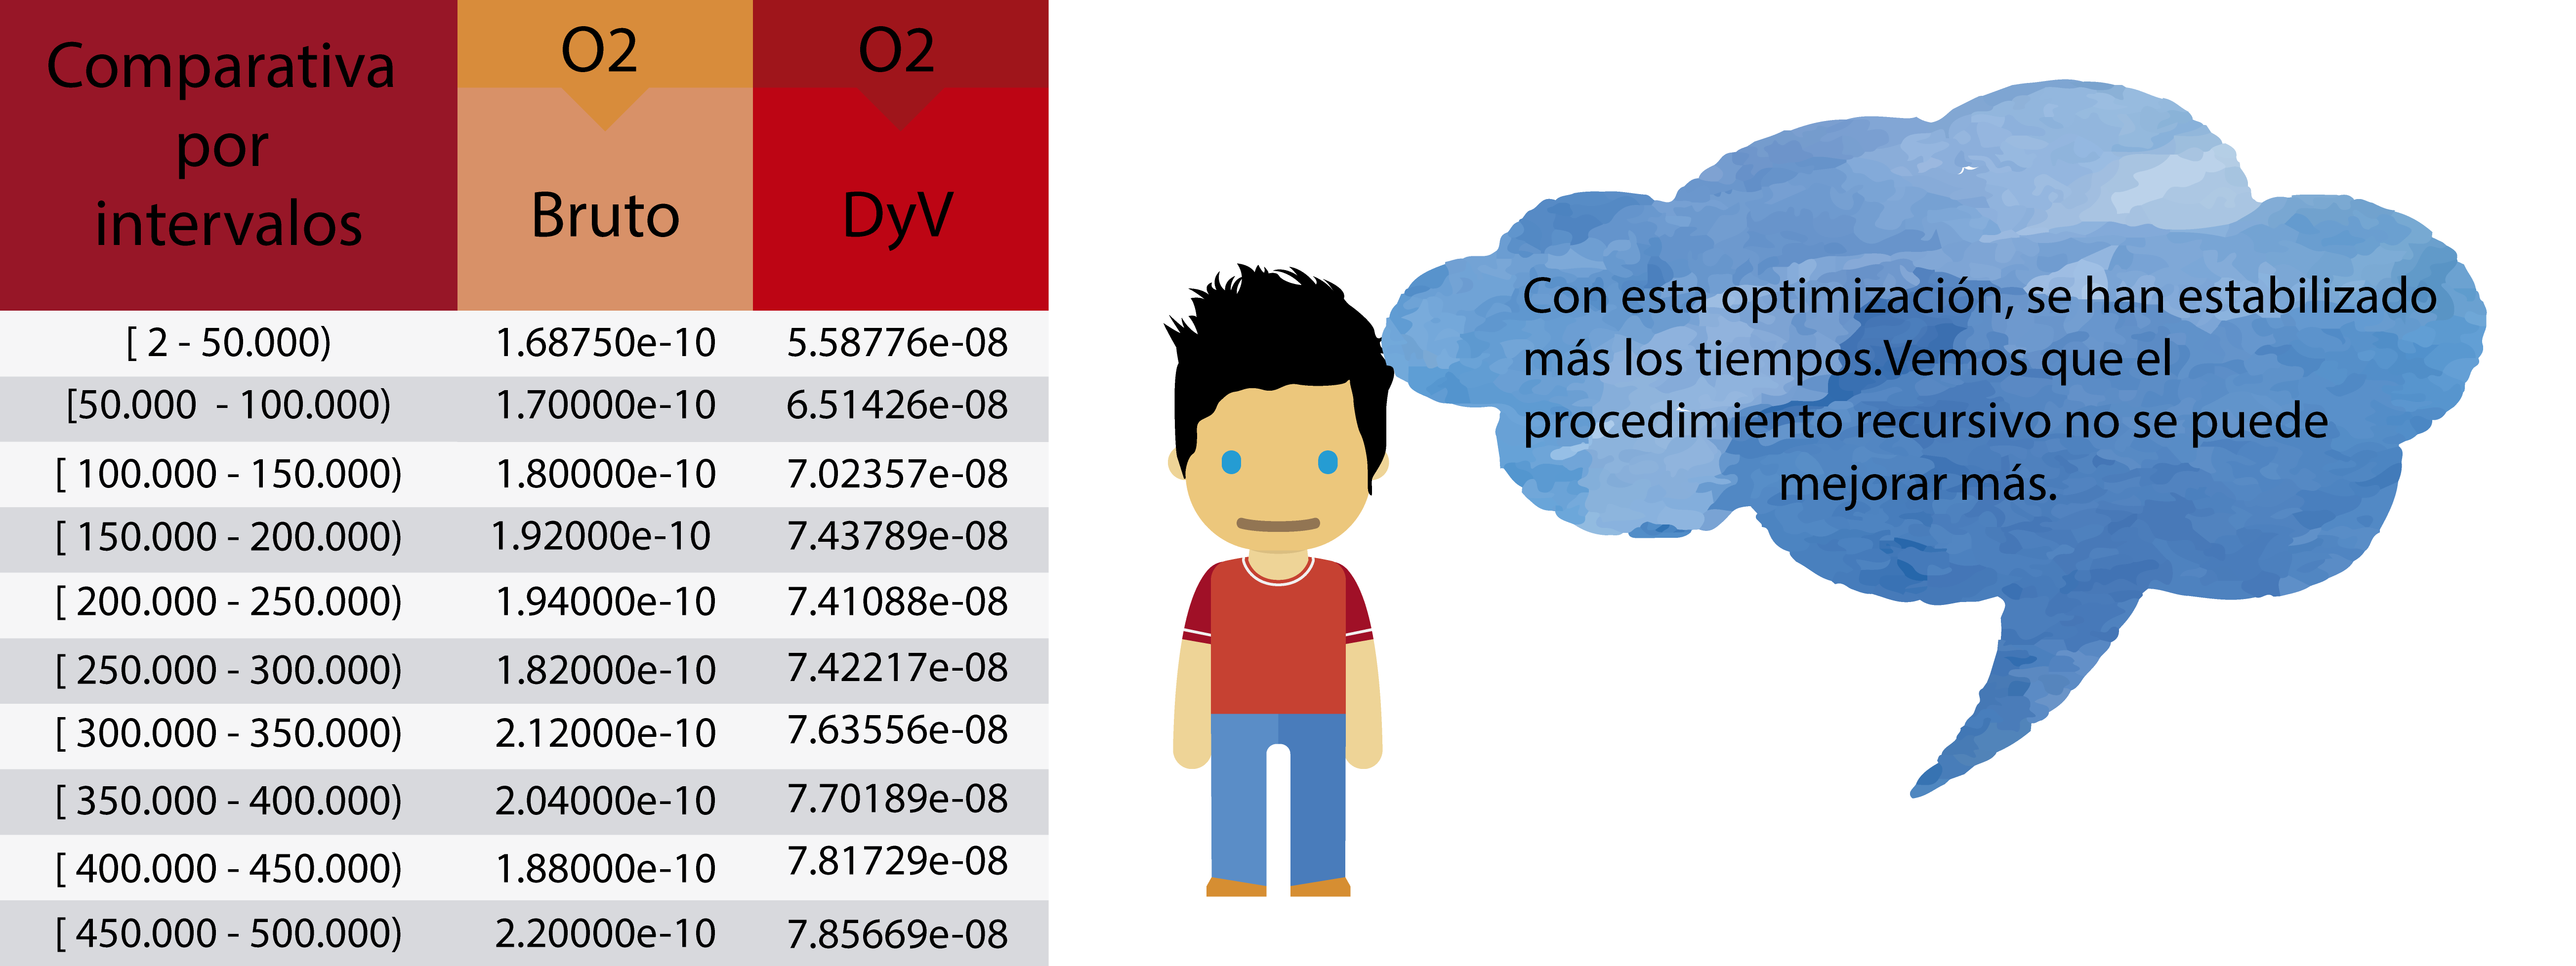 Comparativa
por
intervalos
O2
O2
Bruto
DyV
[ 2 - 50.000) 1.68750e-10 5.58776e-08
[50.000 - 100.000) 1.70000e-10 6.51426e-08
[ 100.000 - 150.000) 1.80000e-10 7.02357e-08
[ 150.000 - 200.000) 1.92000e-10 7.43789e-08
[ 200.000 - 250.000) 1.94000e-10 7.41088e-08
[ 250.000 - 300.000) 1.82000e-10 7.42217e-08
[ 300.000 - 350.000) 2.12000e-10 7.63556e-08
[ 350.000 - 400.000) 2.04000e-10 7.70189e-08
[ 400.000 - 450.000) 1.88000e-10 7.81729e-08
[ 450.000 - 500.000) 2.20000e-10 7.85669e-08
Con esta optimización, se han estabilizado
más los tiempos.Vemos que el
procedimiento recursivo no se puede
mejorar más.